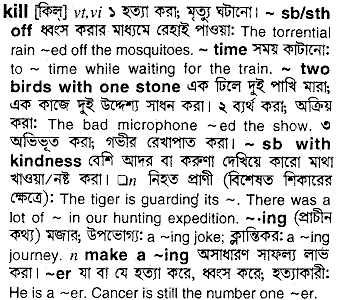 kill [কিল্] vt,vi ১ হত্যা করা; মৃত্যু ঘটানো। ~ sb/sth
off ধ্বংস করার মাধ্যমে রেহাই পাওয়া: The torrential
rain ~ed off the mosquitoes. ~ time সময় কাটানো:
to ~ time while waiting for the train. ~ two
birds with one stone এক ঢিলে দুই পাখি মারা;
এক কাজে দুই উদ্দেশ্য সাধন করা। ২ ব্যর্থ করা; অক্রিয়
করা: The bad microphone ~ed the show. ৩
অভিভূত করা; গভীর রেখাপাত করা। ~ sb with
kindness বেশি আদর বা করুণা দেখিয়ে কারো মাথা
খাওয়া/নষ্ট করা। □n নিহত প্রাণী (বিশেষত শিকারের
ক্ষেত্রে): The tiger is guarding its ~. There was a
lot of ~ in our hunting expedition. ~·ing (প্রাচীন
কথ্য) মজার; উপভোগ্য: a ~ing joke; ক্লান্তিকর: a ~ing
journey. n make a ~ing অসাধারণ সাফল্য লাভ
করা। ~er যা বা যে হত্যা করে, ধ্বংস করে; হত্যাকারী:
He is a ~er. Cancer is still the number one ~er.